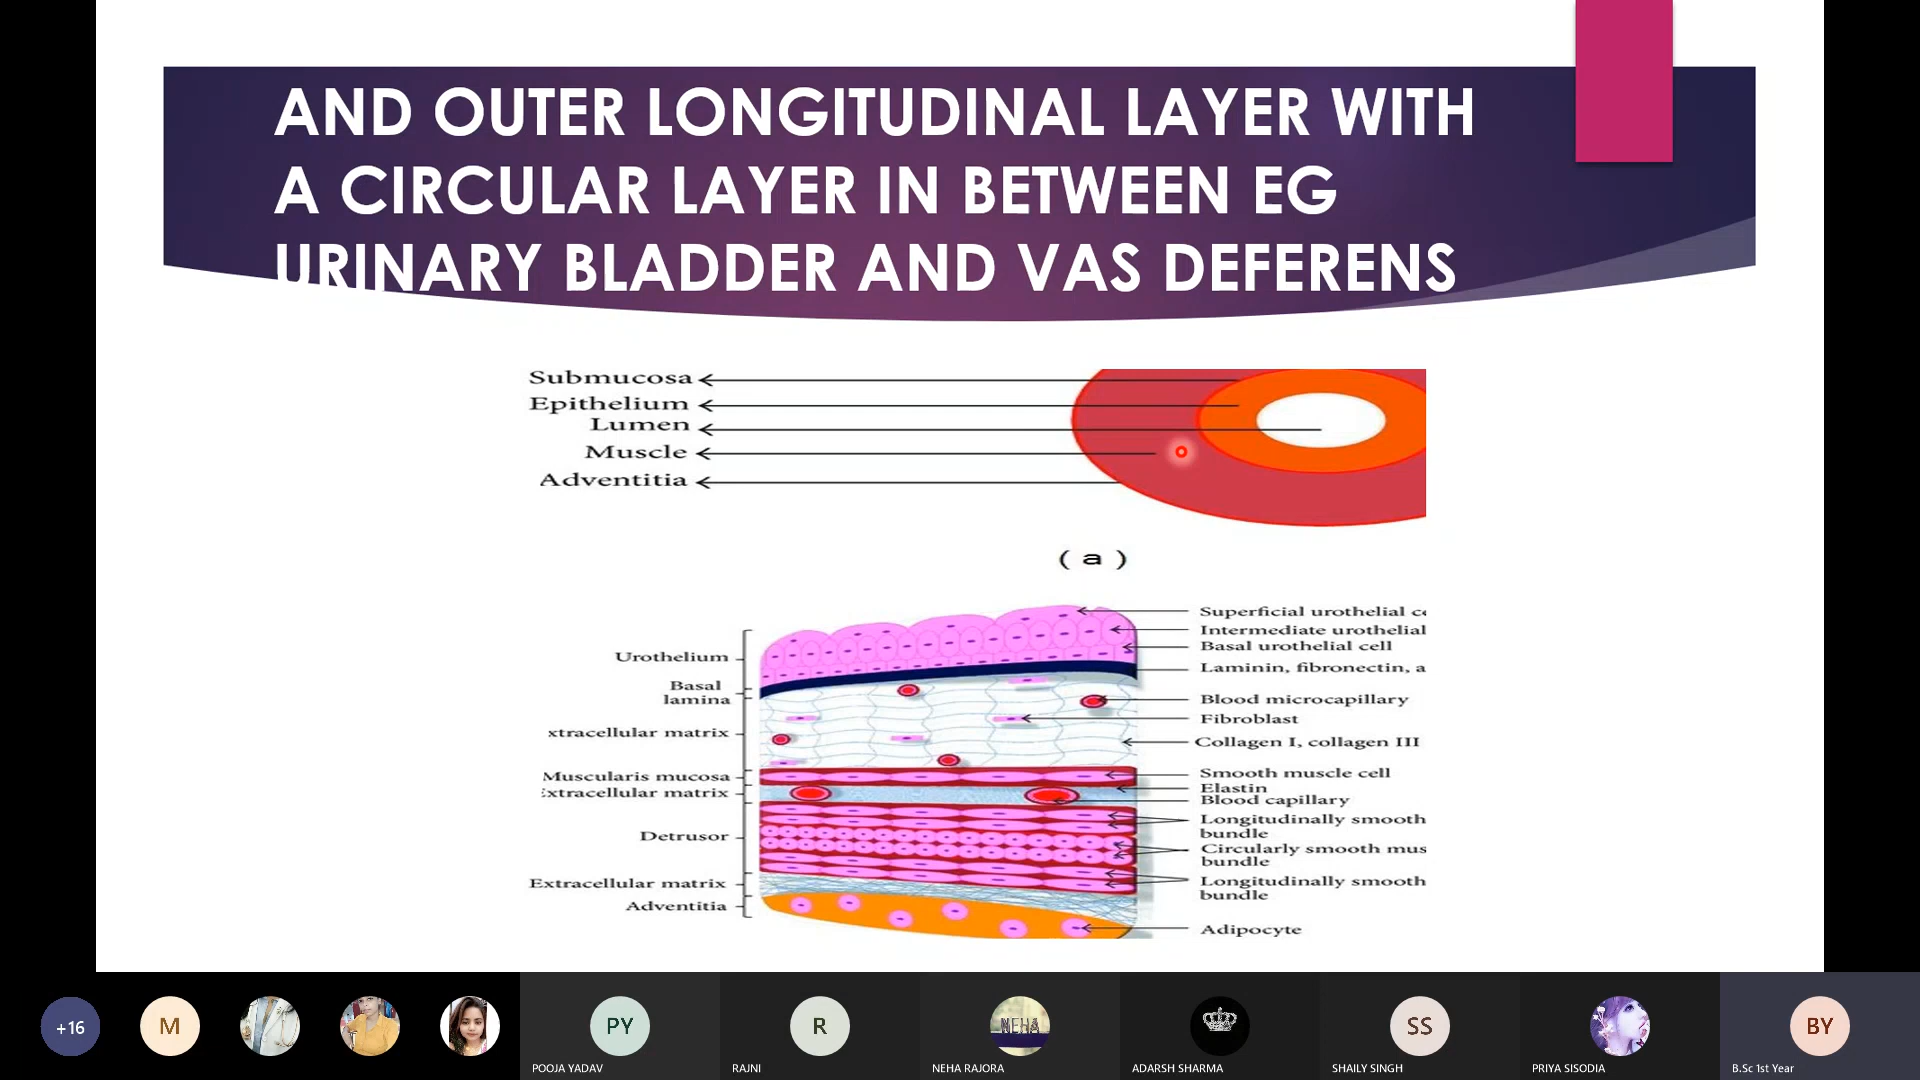 AND OUTER LONGITUDINAL LAYER WITH
A CIRCULAR LAYER IN BETWEEN EG
URINARY BLADDER AND VAS DEFERENS
Submucosa
Epithelium
Lumen
Muscle
Adventitia
( a )
Urothelium
Basal
lamina
xtracellular matrix
Muscularis mucosa
xtracellular matrix
Detrusor
Extracellular matrix
Adventitia
Superficial urothelial c
Intermediate urothelial
Basal urothelial cell
Laminin, fibronectin, a
Blood microcapillary
Fibroblast
Collagen I, collagen III
Smooth muscle cell
Elastin
Blood capillary
Longitudinally smooth
bundle
Circularly smooth mus
bundle
Longitudinally smooth
bundle
Adipocyte
+16
M
PY
R
NEHA
SS
BY
POOJA YADAV
RAJNI
NEHA RAJORA
ADARSH SHARMA
SHAILY SINGH
PRIYA SISODIA
B.Sc 1st Year